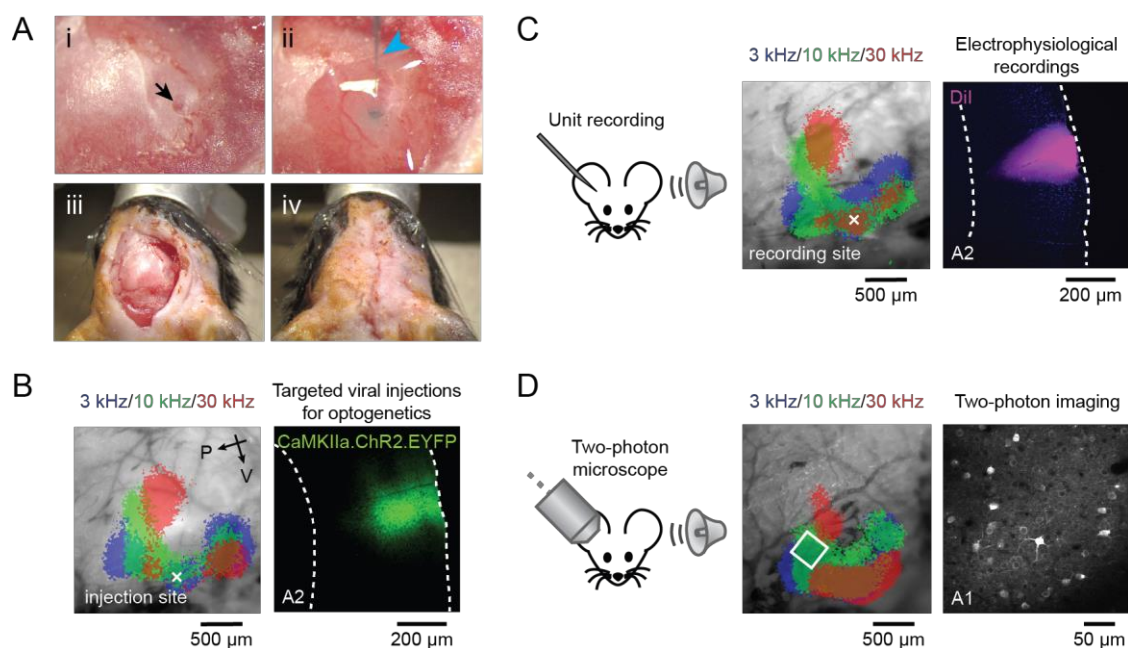 A
i
ii
iii
iv
B
3 kHz/10 kHz/30 kHz
P
V
injection site
500 µm
Targeted viral injections
for optogenetics
CaMKIIa.ChR2.EYFP
A2
200 µm
C
Unit recording
3 kHz/10 kHz/30 kHz
recording site
500 µm
Electrophysiological
recordings
DiI
A2
200 µm
D
Two-photon
microscope
3 kHz/10 kHz/30 kHz
500 µm
Two-photon imaging
A1
50 µm